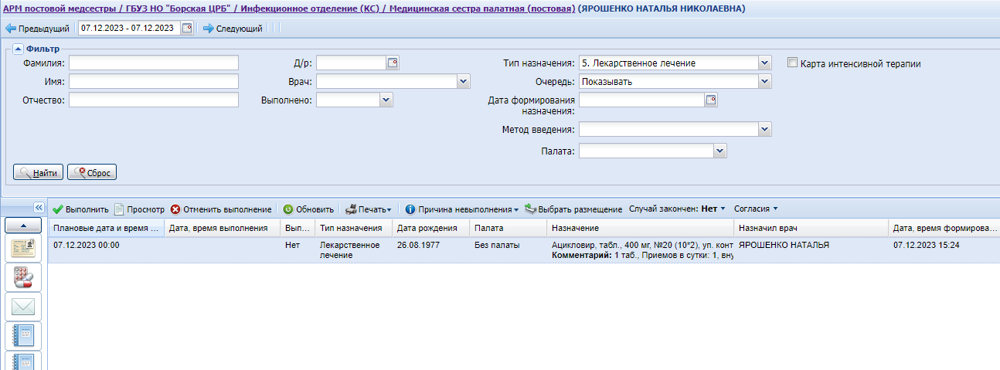 АРМ постовой медсестры / ГБУЗ НО "Борская ЦРБ" / Инфекционное отделение (КС) / Медицинская сестра палатная (постовая) (ЯРОШЕНКО НАТАЛЬЯ НИКОЛАЕВНА)
Предыдущий 07.12.2023 - 07.12.2023 Следующий
Фильтр
Фамилия: Д/р: Тип назначения: 5. Лекарственное лечение Карта интенсивной терапии
Имя: Врач: Очередь: Показывать
Отчество: Выполнено: Дата формирования
назначения:
Метод введения:
Палата:
Найти Сброс
Выполнить Просмотр Отменить выполнение Обновить Печать Причина невыполнения Выбрать размещение Случай закончен: Нет Согласия
Плановые дата и время ... Дата, время выполнения Вып... Тип назначения Дата рождения Палата Назначение Назначил врач Дата, время формирова...
07.12.2023 00:00 Нет Лекарственное 26.08.1977 Без палаты Ацикловир, табл., 400 мг, №20 (10*2), уп. конт ЯРОШЕНКО НАТАЛЬЯ 07.12.2023 15:24
лечение Комментарий: 1 таб., Приемов в сутки: 1, вну